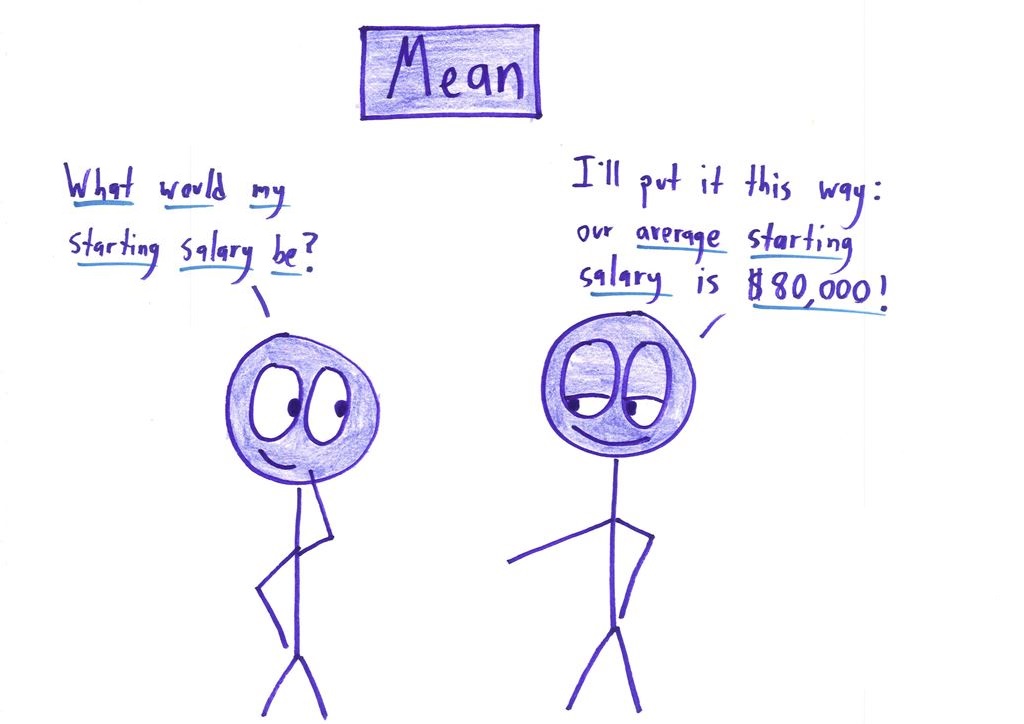 Mean
What would my
starting salary be?
I'll put it this way:
our average starting
salary is $80,000!